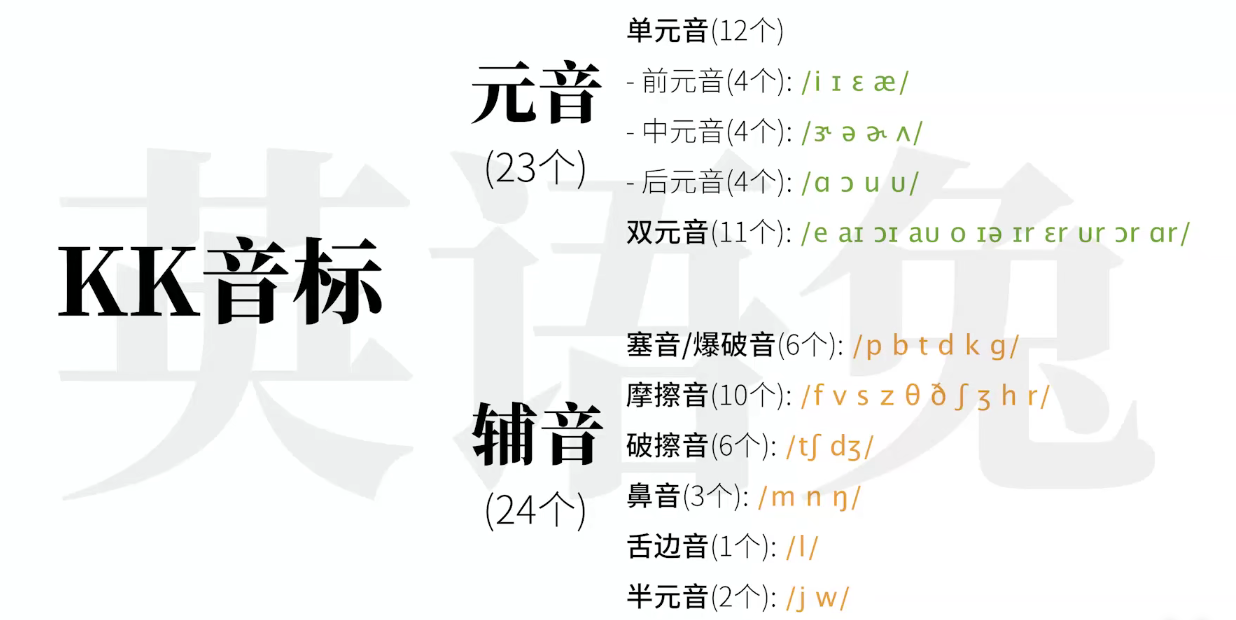 英语兔
KK音标
元音
(23个)
单元音(12个)
- 前元音(4个): /i ɪ ɛ æ/
- 中元音(4个): /ɝ ə ɚ ʌ/
- 后元音(4个): /ɑ ɔ u ᴜ/
双元音(11个): /e aɪ ɔɪ aᴜ o ɪə ɪr ɛr ᴜr ɔr ɑr/
辅音
(24个)
塞音/爆破音(6个): /p b t d k g/
摩擦音(10个): /f v s z θ ð ʃ ʒ h r/
破擦音(6个): /tʃ dʒ/
鼻音(3个): /m n ŋ/
舌边音(1个): /l/
半元音(2个): /j w/